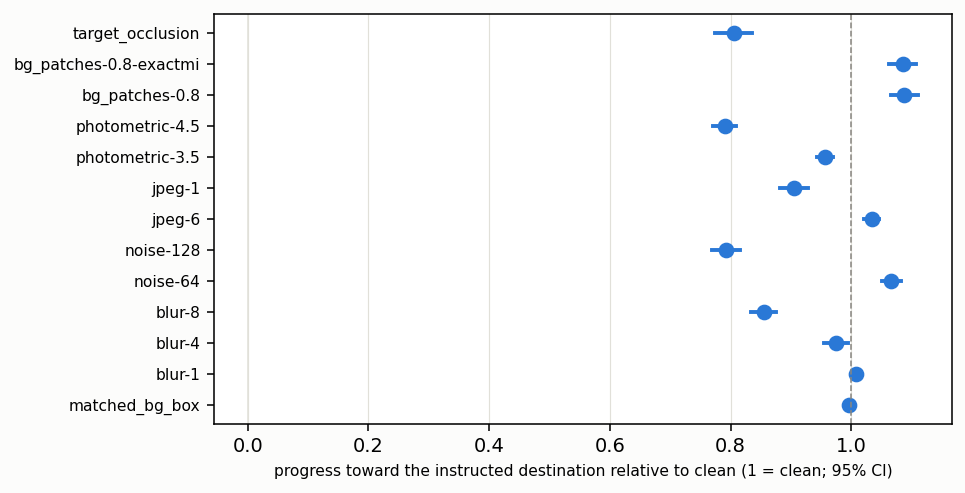 target_occlusion
bg_patches-0.8-exactmi
bg_patches-0.8
photometric-4.5
photometric-3.5
jpeg-1
jpeg-6
noise-128
noise-64
blur-8
blur-4
blur-1
matched_bg_box
0.0 0.2 0.4 0.6 0.8 1.0
progress toward the instructed destination relative to clean (1 = clean; 95% CI)